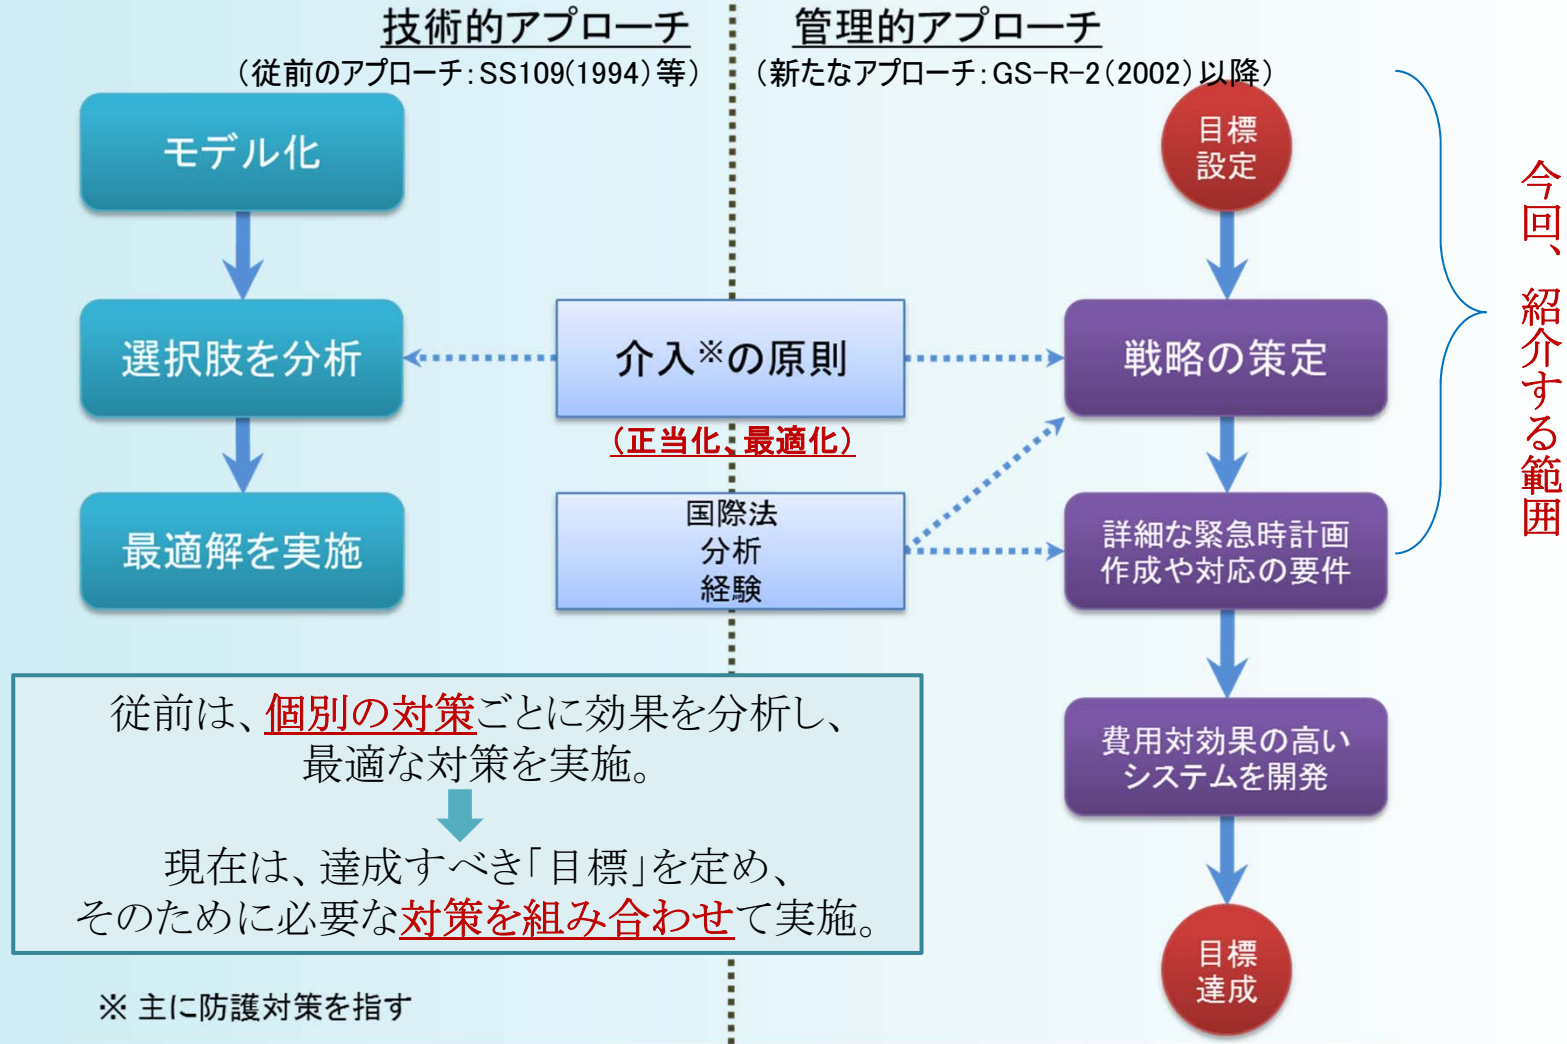 技術的アプローチ
(従前のアプローチ:SS109(1994)等)
管理的アプローチ
(新たなアプローチ:GS-R-2(2002)以降)
モデル化
選択肢を分析
最適解を実施
介入※の原則
(正当化、最適化)
国際法
分析
経験
目標
設定
戦略の策定
詳細な緊急時計画
作成や対応の要件
費用対効果の高い
システムを開発
目標
達成
今回、紹介する範囲
従前は、個別の対策ごとに効果を分析し、
最適な対策を実施。
現在は、達成すべき「目標」を定め、
そのために必要な対策を組み合わせて実施。
※ 主に防護対策を指す